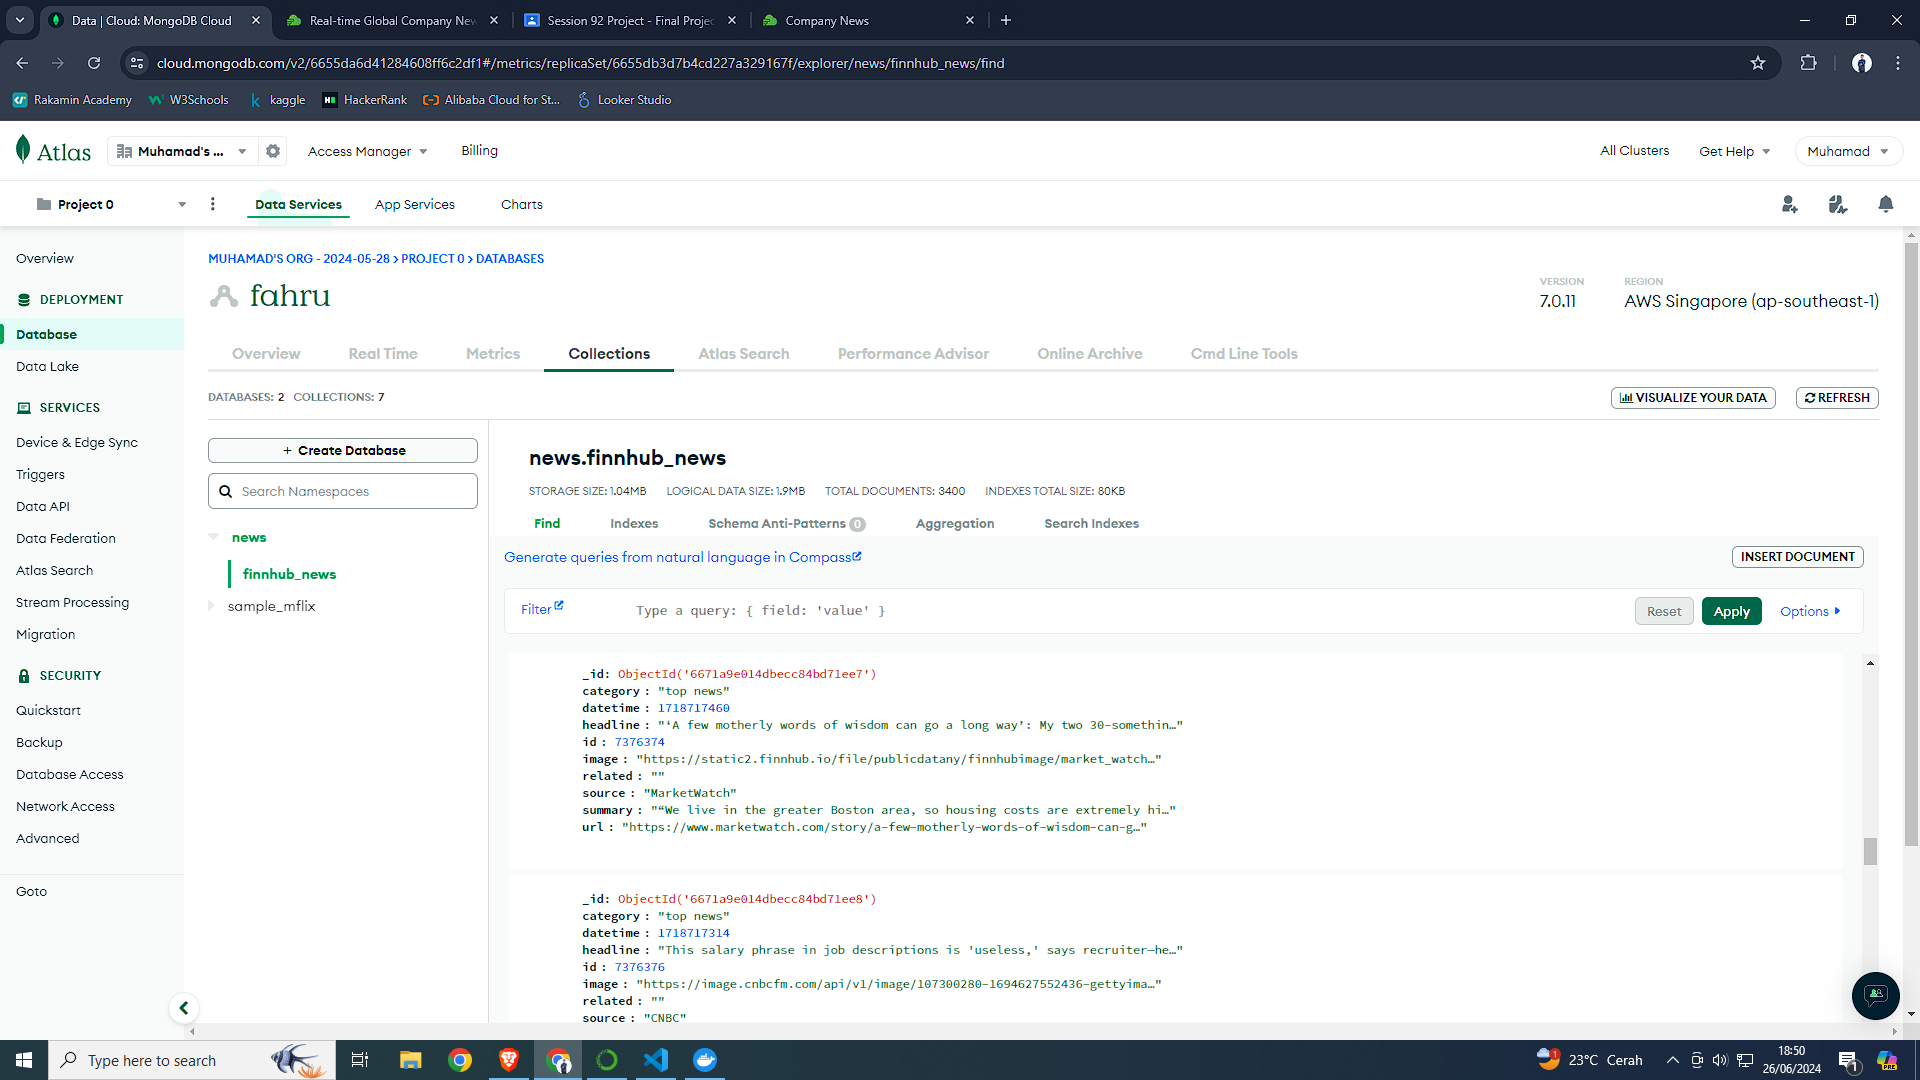 Data | Cloud: MongoDB Cloud
Real-time Global Company New
Session 92 Project - Final Projec
Company News
cloud.mongodb.com/v2/6655da6d41284608ff6c2df1#/metrics/replicaSet/6655db3d7b4cd227a329167f/explorer/news/finnhub_news/find
Rakamin Academy
W3Schools
kaggle
HackerRank
Alibaba Cloud for St...
Looker Studio
Atlas
Muhamad's ...
Access Manager
Billing
All Clusters
Get Help
Muhamad
Project 0
Data Services
App Services
Charts
Overview
DEPLOYMENT
Database
Data Lake
SERVICES
Device & Edge Sync
Triggers
Data API
Data Federation
Atlas Search
Stream Processing
Migration
SECURITY
Quickstart
Backup
Database Access
Network Access
Advanced
Goto
MUHAMAD'S ORG - 2024-05-28 > PROJECT 0 > DATABASES
fahru
VERSION
7.0.11
REGION
AWS Singapore (ap-southeast-1)
Overview
Real Time
Metrics
Collections
Atlas Search
Performance Advisor
Online Archive
Cmd Line Tools
DATABASES: 2 COLLECTIONS: 7
VISUALIZE YOUR DATA
REFRESH
+ Create Database
Search Namespaces
news
finnhub_news
sample_mflix
news.finnhub_news
STORAGE SIZE: 1.04MB LOGICAL DATA SIZE: 1.9MB TOTAL DOCUMENTS: 3400 INDEXES TOTAL SIZE: 80KB
Find
Indexes
Schema Anti-Patterns 0
Aggregation
Search Indexes
Generate queries from natural language in Compass
INSERT DOCUMENT
Filter
Type a query: { field: 'value' }
Reset
Apply
Options
_id: ObjectId('6671a9e014dbecc84bd71ee7')
category : "top news"
datetime : 1718717460
headline : "‘A few motherly words of wisdom can go a long way’: My two 30-somethin…"
id : 7376374
image : "https://static2.finnhub.io/file/publicdatany/finnhubimage/market_watch…"
related : ""
source : "MarketWatch"
summary : "“We live in the greater Boston area, so housing costs are extremely hi…"
url : "https://www.marketwatch.com/story/a-few-motherly-words-of-wisdom-can-g…"
_id: ObjectId('6671a9e014dbecc84bd71ee8')
category : "top news"
datetime : 1718717314
headline : "This salary phrase in job descriptions is 'useless,' says recruiter—he…"
id : 7376376
image : "https://image.cnbcfm.com/api/v1/image/107300280-1694627552436-gettyima…"
related : ""
source : "CNBC"
Type here to search
23°C Cerah
18:50
26/06/2024